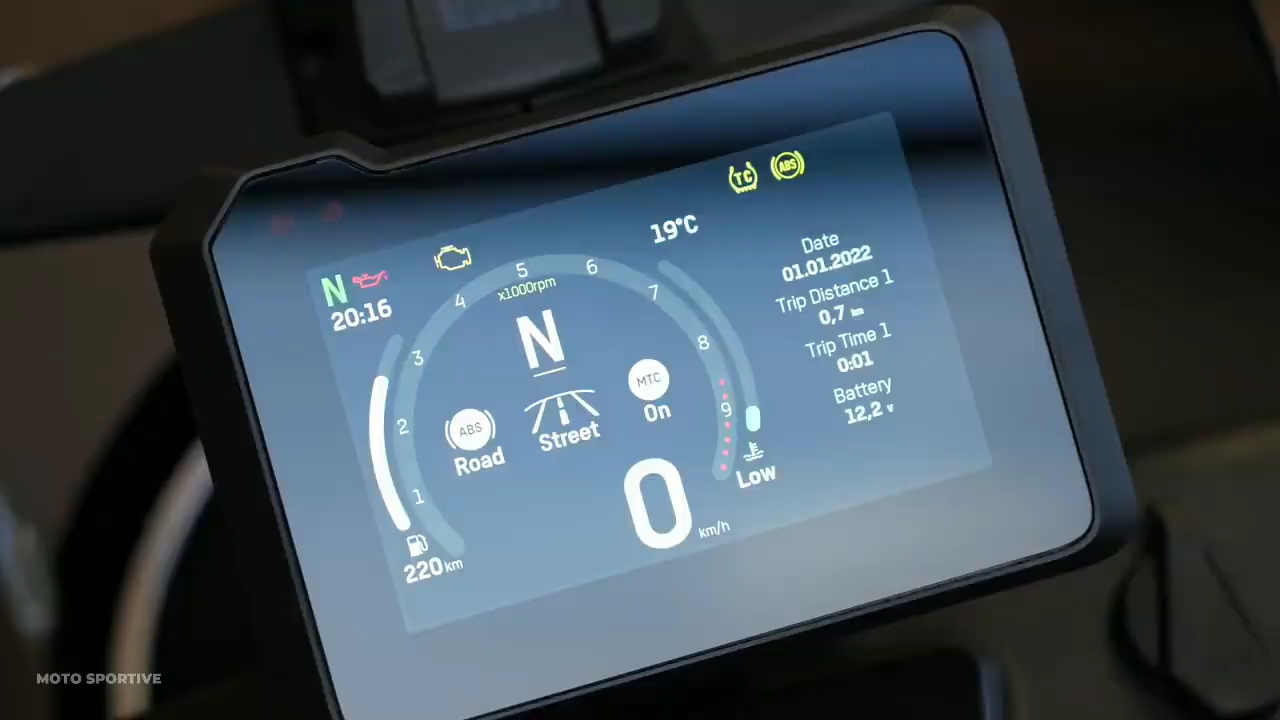 TC
ABS
19°C
N
20:16
1
2
3
4
5
6
7
8
9
x1000rpm
N
ABS
Road
Street
MTC
On
0
km/h
Low
220 km
Date
01.01.2022
Trip Distance 1
0,7 km
Trip Time 1
0:01
Battery
12,2 V
MOTO SPORTIVE